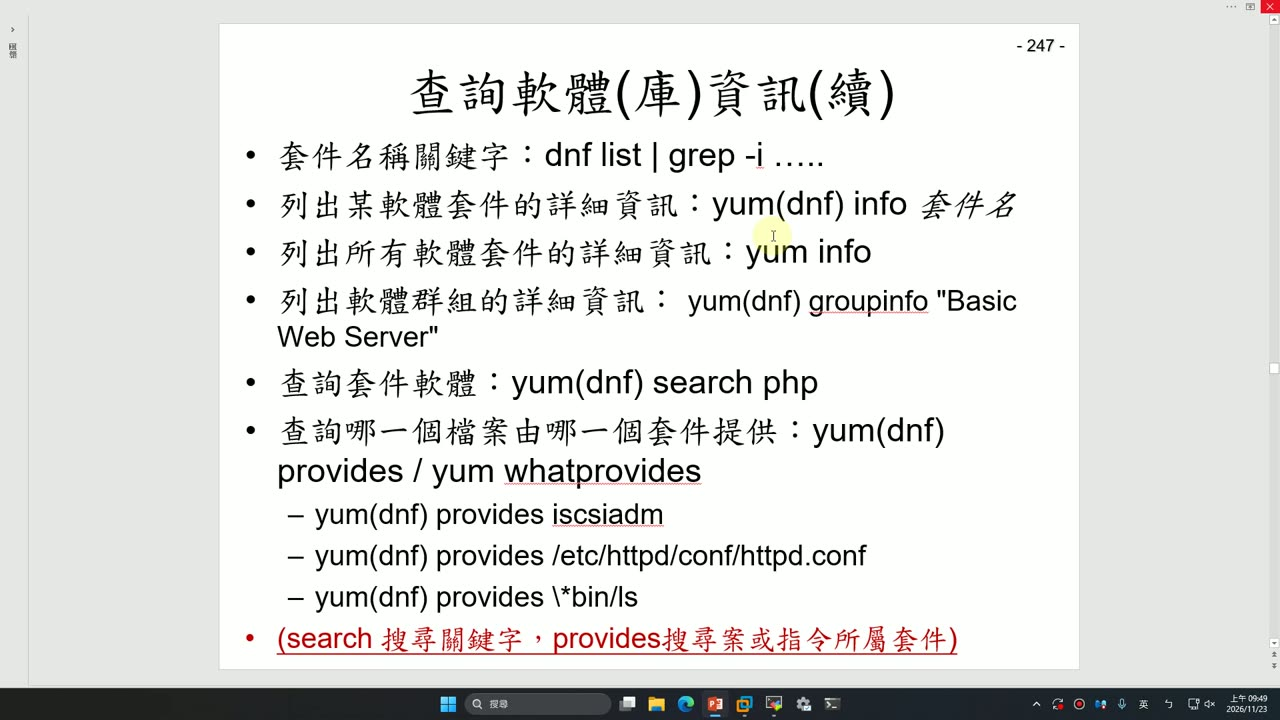 - 247 -
查詢軟體(庫)資訊(續)
• 套件名稱關鍵字：dnf list | grep -i …..
• 列出某軟體套件的詳細資訊：yum(dnf) info 套件名
• 列出所有軟體套件的詳細資訊：yum info
• 列出軟體群組的詳細資訊： yum(dnf) groupinfo "Basic
Web Server"
• 查詢套件軟體：yum(dnf) search php
• 查詢哪一個檔案由哪一個套件提供：yum(dnf)
provides / yum whatprovides
– yum(dnf) provides iscsiadm
– yum(dnf) provides /etc/httpd/conf/httpd.conf
– yum(dnf) provides \*bin/ls
• (search 搜尋關鍵字，provides搜尋案或指令所屬套件)
搜尋
英
ㄅ
上午 09:49
2026/11/23